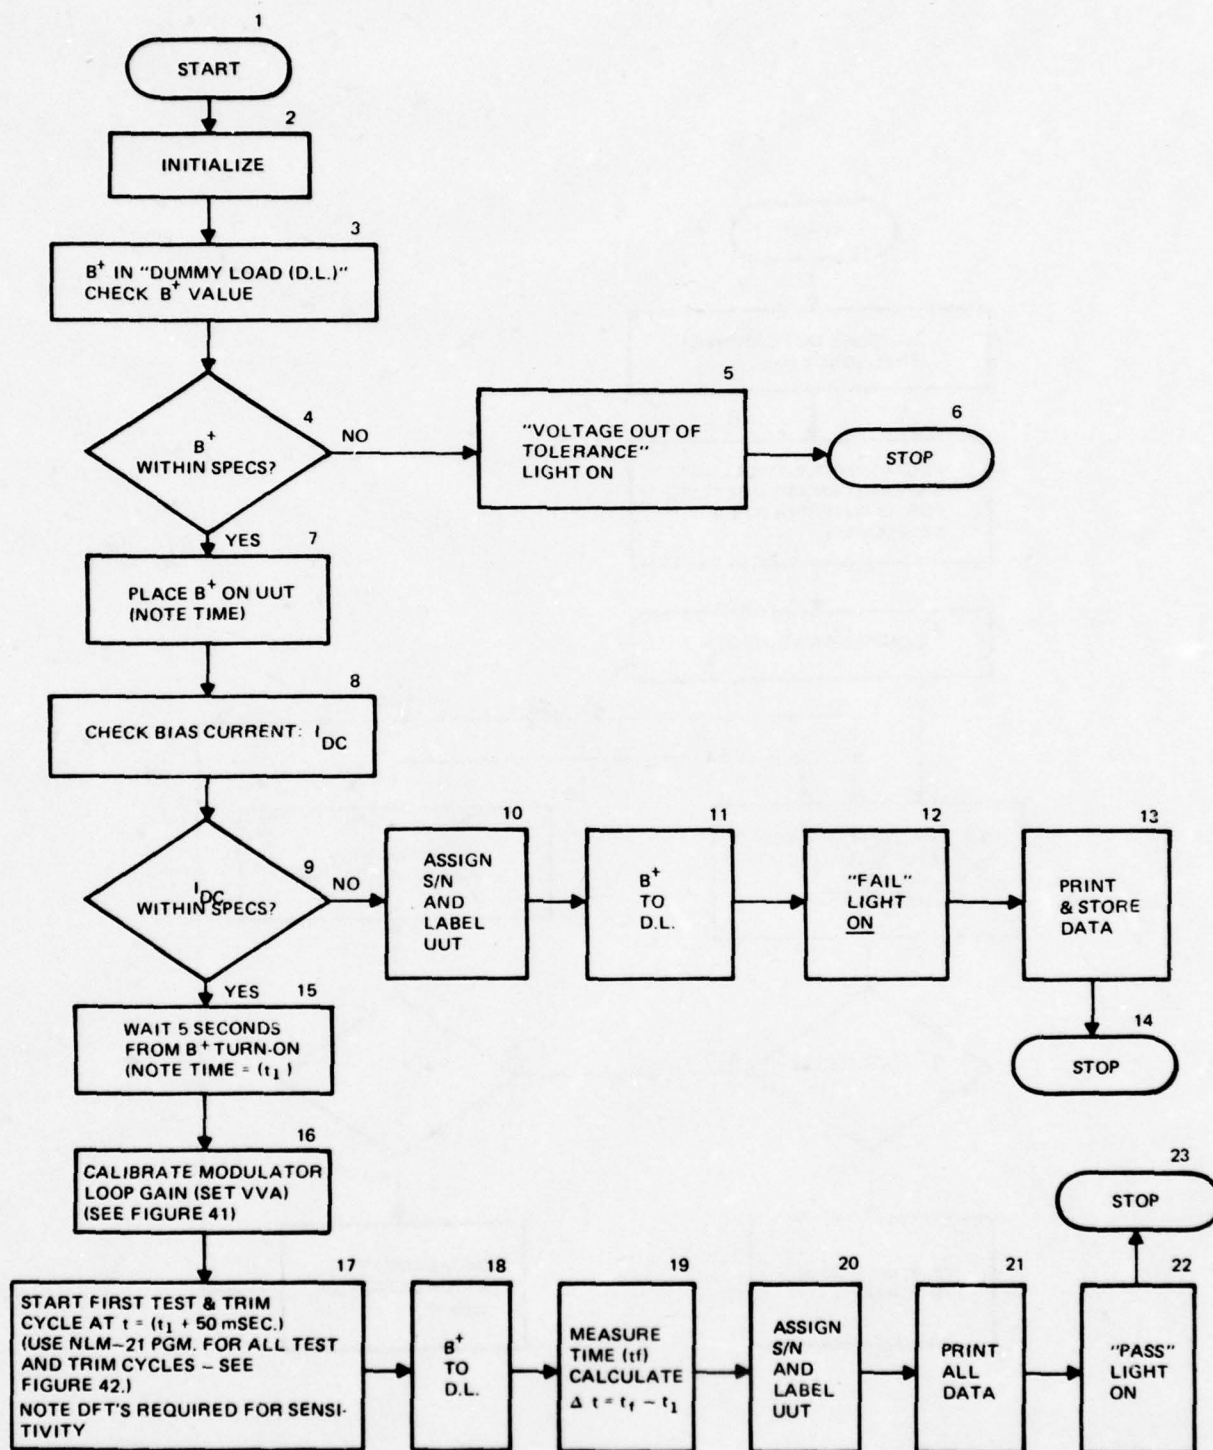 1
START
2
INITIALIZE
3
B+ IN "DUMMY LOAD (D.L.)"
CHECK B+ VALUE
4
B+
WITHIN SPECS?
NO
5
"VOLTAGE OUT OF
TOLERANCE"
LIGHT ON
6
STOP
YES
7
PLACE B+ ON UUT
(NOTE TIME)
8
CHECK BIAS CURRENT: IDC
9
IDC
WITHIN SPECS?
NO
10
ASSIGN
S/N
AND
LABEL
UUT
11
B+
TO
D.L.
12
"FAIL"
LIGHT
ON
13
PRINT
& STORE
DATA
14
STOP
YES
15
WAIT 5 SECONDS
FROM B+ TURN-ON
(NOTE TIME = (t1 )
16
CALIBRATE MODULATOR
LOOP GAIN (SET VVA)
(SEE FIGURE 41)
17
START FIRST TEST & TRIM
CYCLE AT t = (t1 + 50 mSEC.)
(USE NLM-21 PGM. FOR ALL TEST
AND TRIM CYCLES - SEE
FIGURE 42.)
NOTE DFT'S REQUIRED FOR SENSI-
TIVITY
18
B+
TO
D.L.
19
MEASURE
TIME (tf)
CALCULATE
Δ t = tf - t1
20
ASSIGN
S/N
AND
LABEL
UUT
21
PRINT
ALL
DATA
22
"PASS"
LIGHT
ON
23
STOP